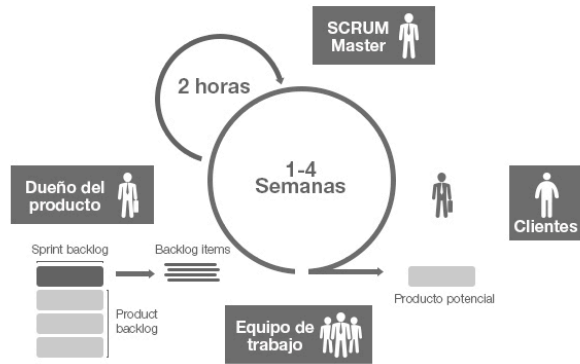 SCRUM
Master
2 horas
1-4
Semanas
Dueño del
producto
Clientes
Sprint backlog
Backlog items
Product
backlog
Producto potencial
Equipo de
trabajo